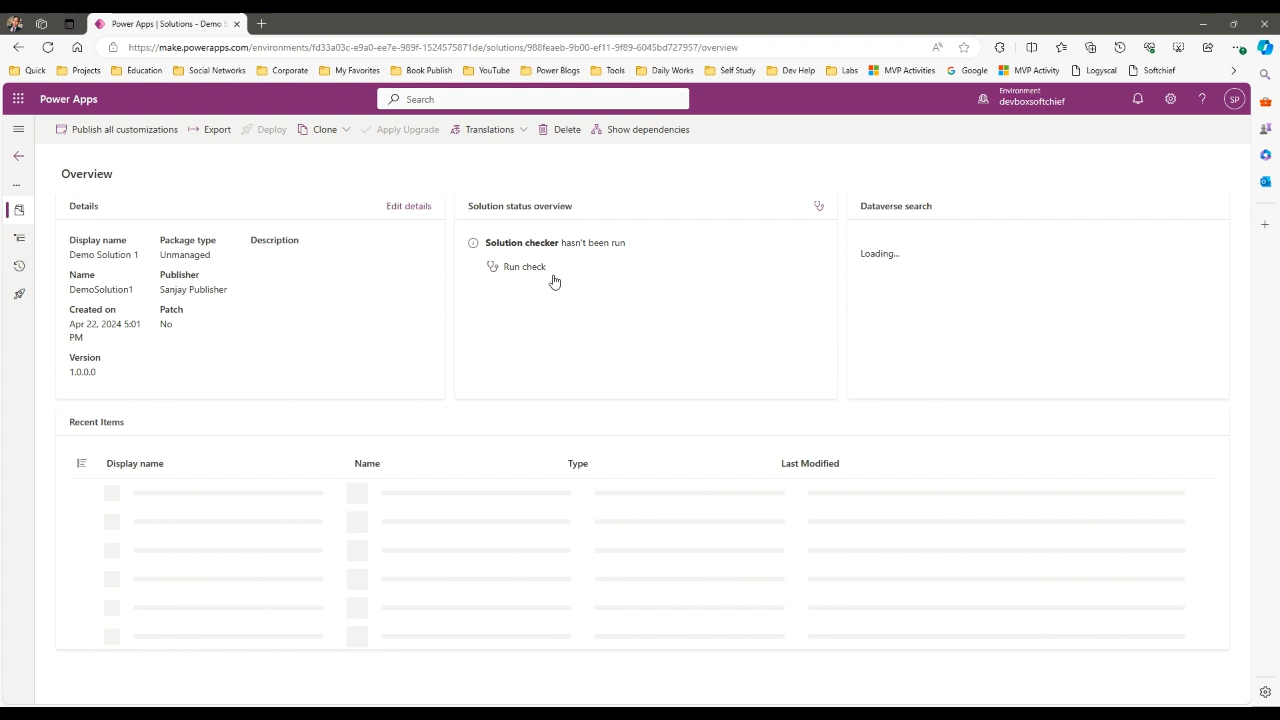 Power Apps | Solutions - Demo S
https://make.powerapps.com/environments/fd33a03c-e9a0-ee7e-989f-1524575871de/solutions/988feaeb-9b00-ef11-9f89-6045bd727957/overview
Quick Projects Education Social Networks Corporate My Favorites Book Publish YouTube Power Blogs Tools Daily Works Self Study Dev Help Labs MVP Activities Google MVP Activity Logyscal Softchief
Power Apps
Search
Environment
devboxsoftchief
SP
Publish all customizations Export Deploy Clone Apply Upgrade Translations Delete Show dependencies
Overview
Details
Edit details
Display name
Demo Solution 1
Package type
Unmanaged
Description
Name
DemoSolution1
Publisher
Sanjay Publisher
Created on
Apr 22, 2024 5:01
PM
Patch
No
Version
1.0.0.0
Solution status overview
Solution checker hasn't been run
Run check
Dataverse search
Loading...
Recent Items
Display name Name Type Last Modified